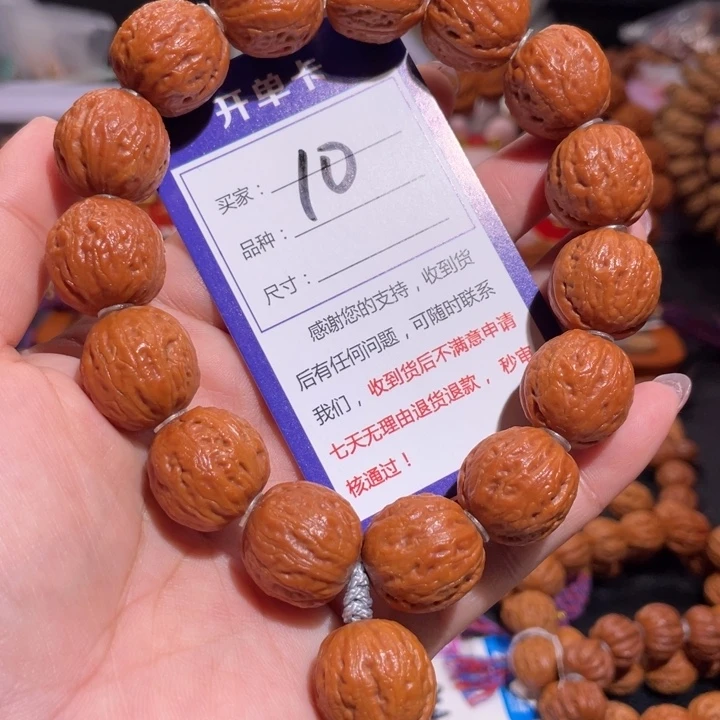 开单卡
买家：10
品种：
尺寸：
感谢您的支持，收到货
后有任何问题，可随时联系
我们，收到货后不满意申请
七天无理由退货退款，秒审
核通过！